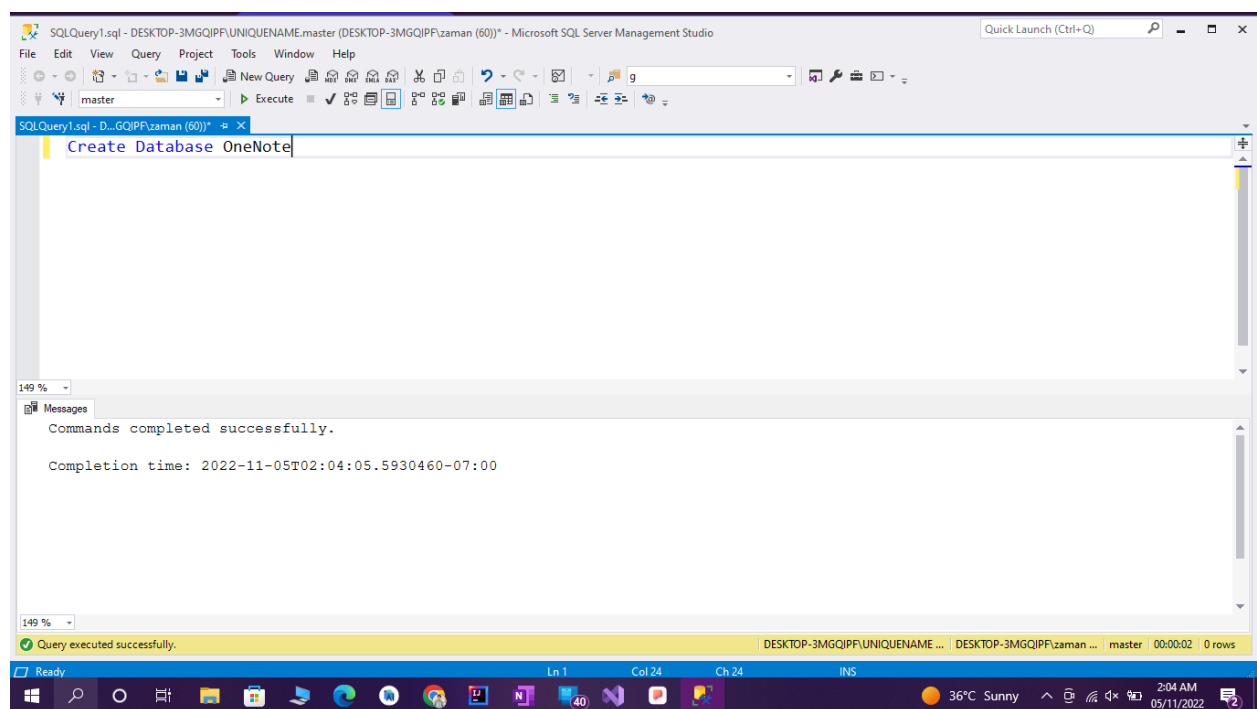 SQLQuery1.sql - DESKTOP-3MGQIPF\UNIQUENAME.master (DESKTOP-3MGQIPF\zaman (60))* - Microsoft SQL Server Management Studio
Quick Launch (Ctrl+Q)
File Edit View Query Project Tools Window Help
New Query MDX DMX XMLA DAX g
master Execute
SQLQuery1.sql - D...GQIPF\zaman (60))*
Create Database OneNote
149 %
Messages
Commands completed successfully.
Completion time: 2022-11-05T02:04:05.5930460-07:00
149 %
Query executed successfully. DESKTOP-3MGQIPF\UNIQUENAME ... DESKTOP-3MGQIPF\zaman ... master 00:00:02 0 rows
Ready Ln 1 Col 24 Ch 24 INS
40 36°C Sunny 2:04 AM
05/11/2022 2